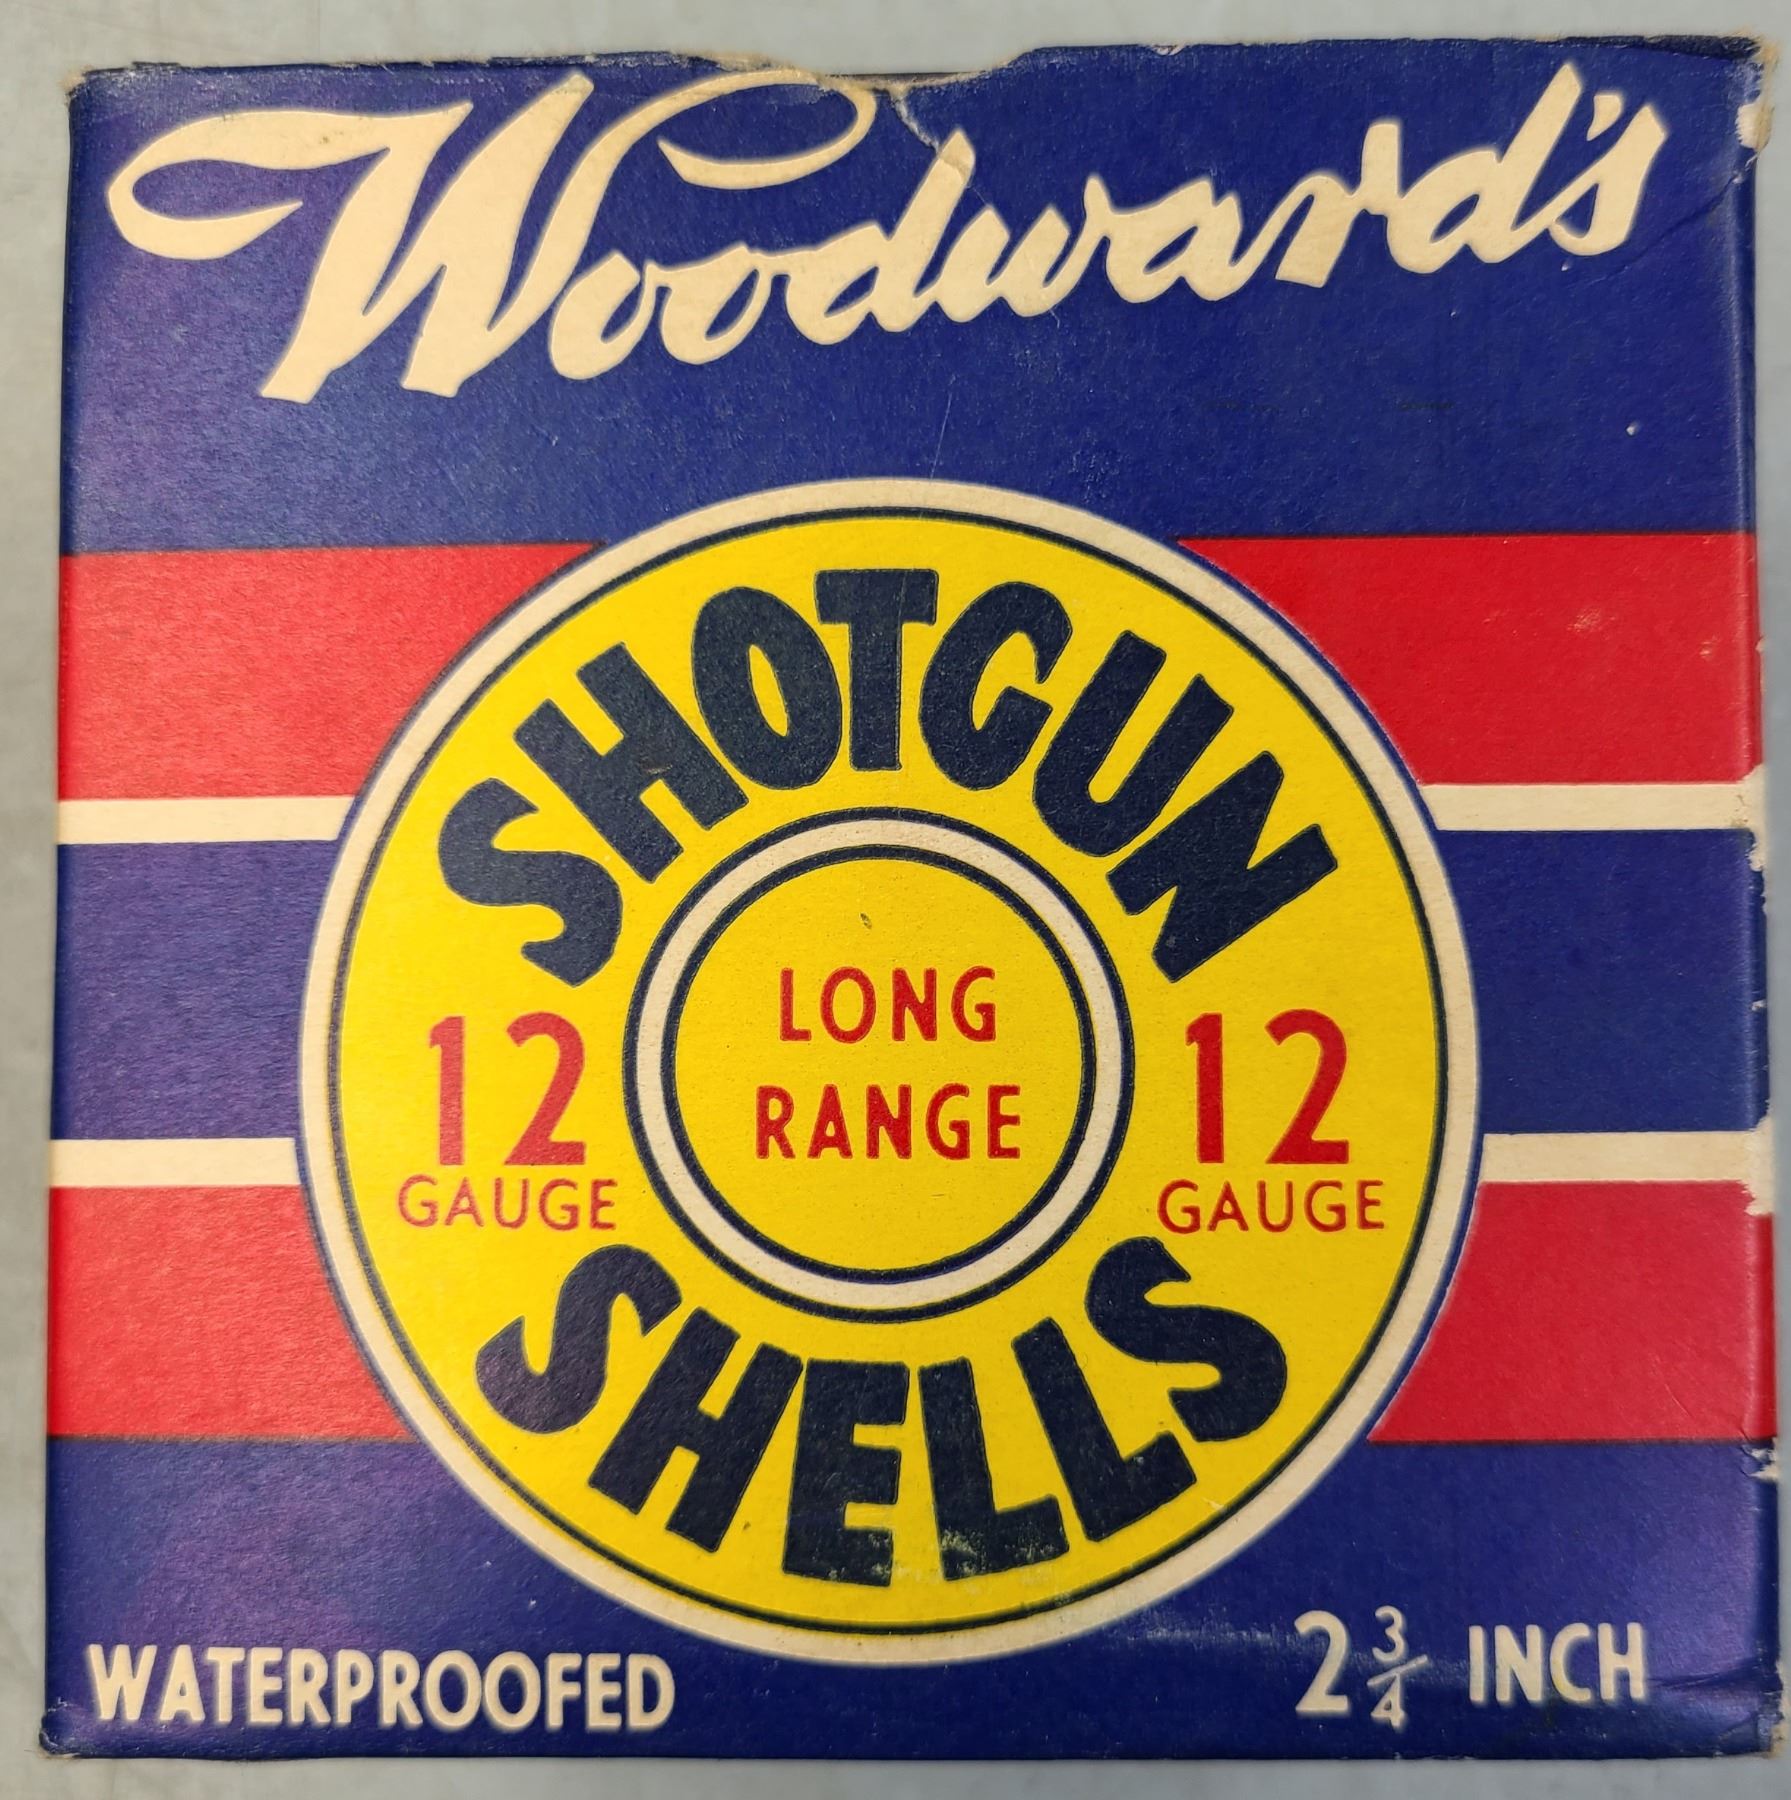 Woodward's
SHOTGUN
LONG
RANGE
12
GAUGE
12
GAUGE
SHELLS
WATERPROOFED
2 3/4 INCH